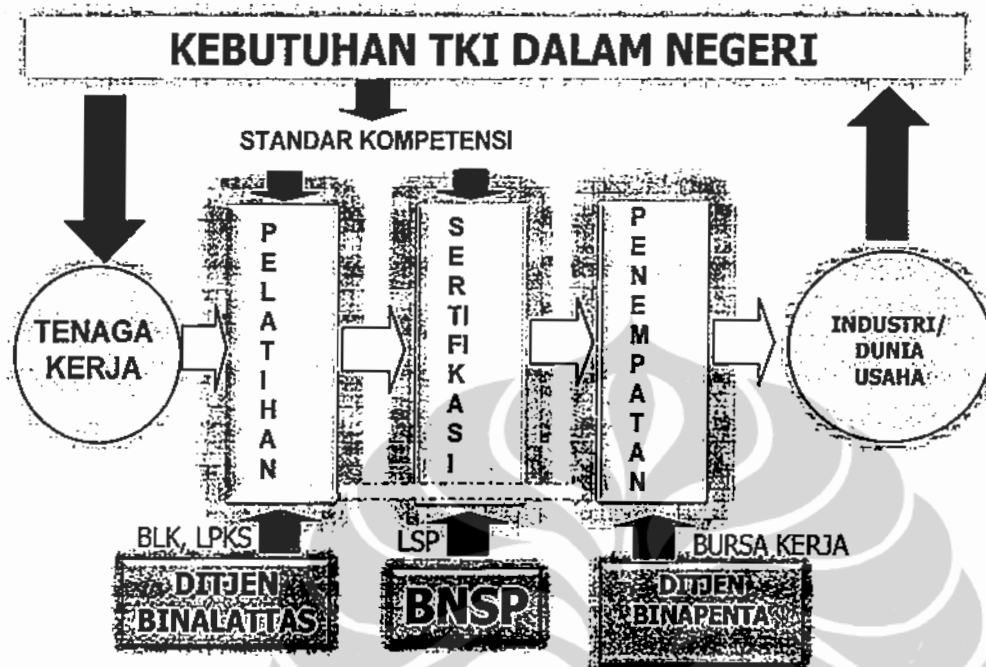 KEBUTUHAN TKI DALAM NEGERI
STANDAR KOMPETENSI
TENAGA
KERJA
PELATIHAN
SERTIFIKASI
PENEMPATAN
INDUSTRI/
DUNIA
USAHA
BLK, LPKS
LSP
BURSA KERJA
DITJEN
BINALATTAS
BNSP
DITJEN
BINAPENTA